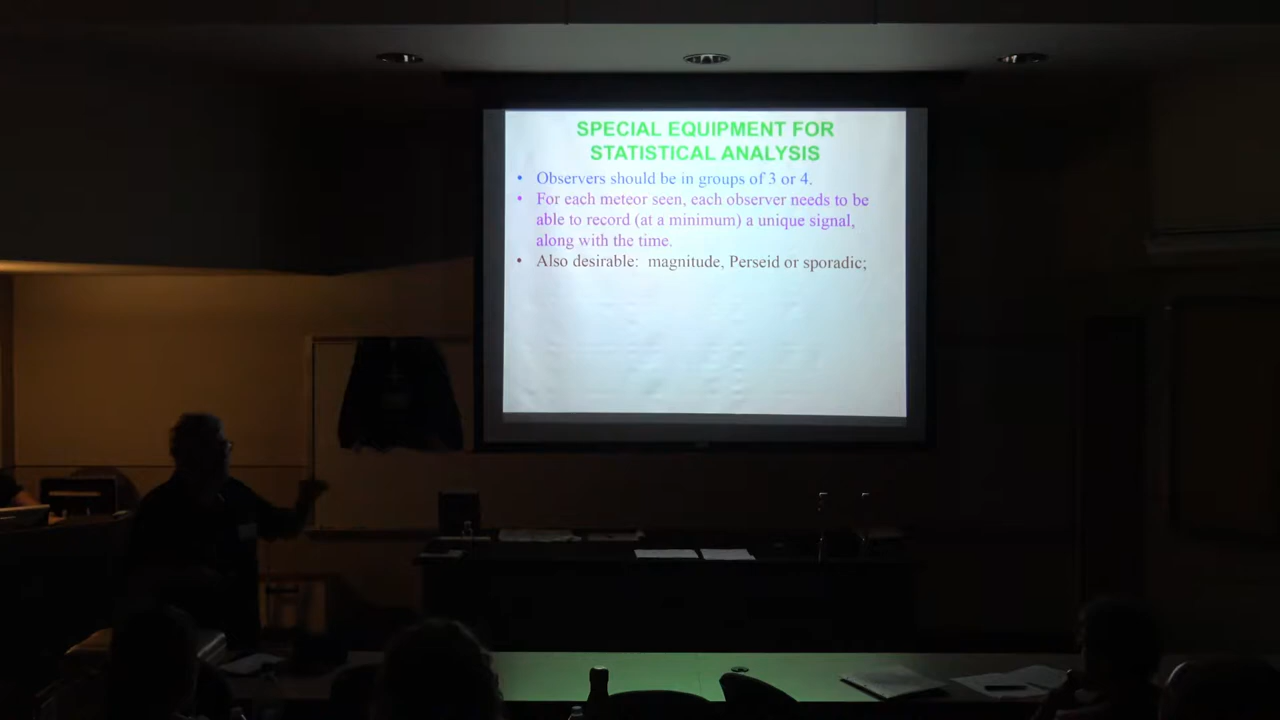 SPECIAL EQUIPMENT FOR
STATISTICAL ANALYSIS
• Observers should be in groups of 3 or 4.
• For each meteor seen, each observer needs to be
able to record (at a minimum) a unique signal,
along with the time.
• Also desirable:  magnitude, Perseid or sporadic;